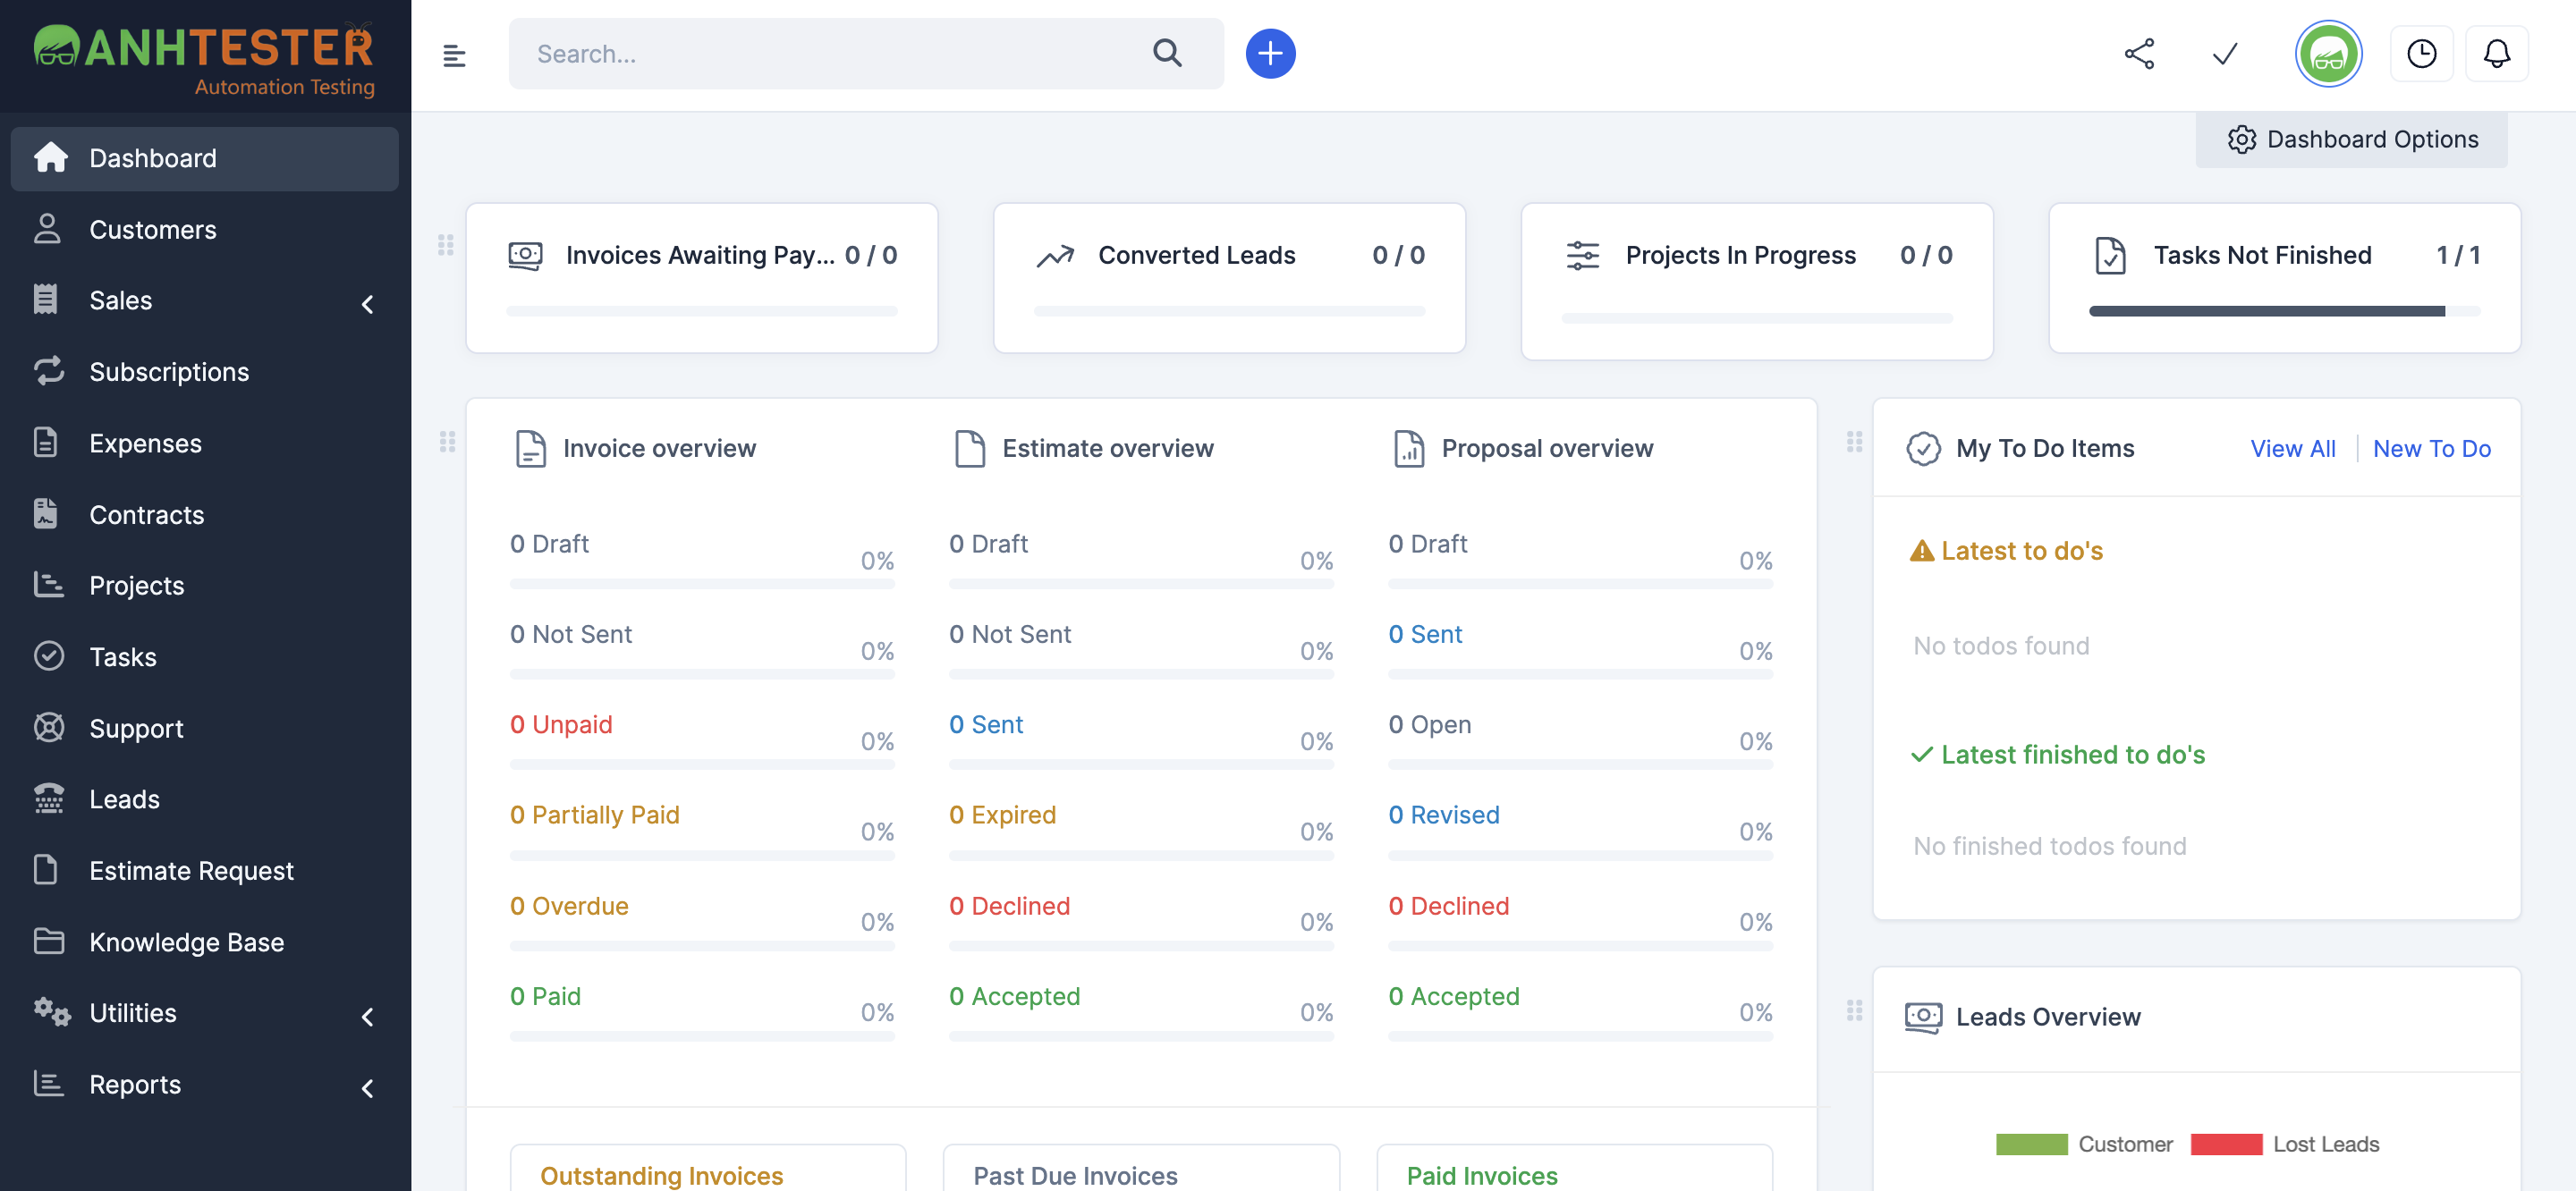 ANHTESTER
Automation Testing
Search...
Dashboard Options
Dashboard
Customers
Sales
Subscriptions
Expenses
Contracts
Projects
Tasks
Support
Leads
Estimate Request
Knowledge Base
Utilities
Reports
Invoices Awaiting Pay... 0 / 0
Converted Leads 0 / 0
Projects In Progress 0 / 0
Tasks Not Finished 1 / 1
Invoice overview
0 Draft 0%
0 Not Sent 0%
0 Unpaid 0%
0 Partially Paid 0%
0 Overdue 0%
0 Paid 0%
Estimate overview
0 Draft 0%
0 Not Sent 0%
0 Sent 0%
0 Expired 0%
0 Declined 0%
0 Accepted 0%
Proposal overview
0 Draft 0%
0 Sent 0%
0 Open 0%
0 Revised 0%
0 Declined 0%
0 Accepted 0%
Outstanding Invoices
Past Due Invoices
Paid Invoices
My To Do Items View All New To Do
Latest to do's
No todos found
Latest finished to do's
No finished todos found
Leads Overview
Customer Lost Leads